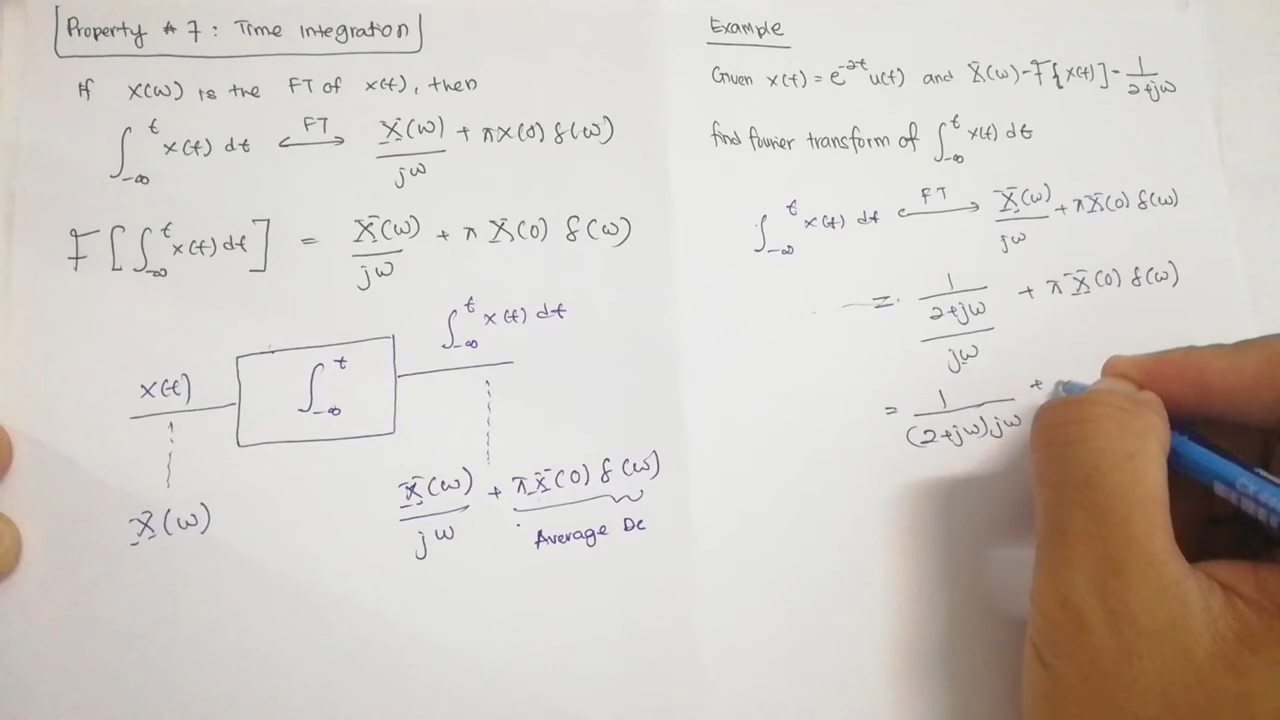 Property # 7 : Time Integration
If X(ω) is the FT of x(t), then
∫_{-∞}^{t} x(t) dt ⟷ FT X(ω)/jω + πx(0) δ(ω)
F[∫_{-∞}^{t} x(t) dt] = X(ω)/jω + π X(0) δ(ω)
∫_{-∞}^{t} x(t) dt
x(t)
∫_{-∞}^{t}
X(ω)
X(ω)/jω + πX(0) δ(ω)
Average Dc
Example
Given x(t) = e^{-2t} u(t) and X(ω) - F[x(t)] - 1/2+jω
find fourier transform of ∫_{-∞}^{t} x(t) dt
∫_{-∞}^{t} x(t) dt ⟷ FT X(ω)/jω + πX(0) δ(ω)
= 1/2+jω/jω + πX(0) δ(ω)
= 1/(2+jω)jω +